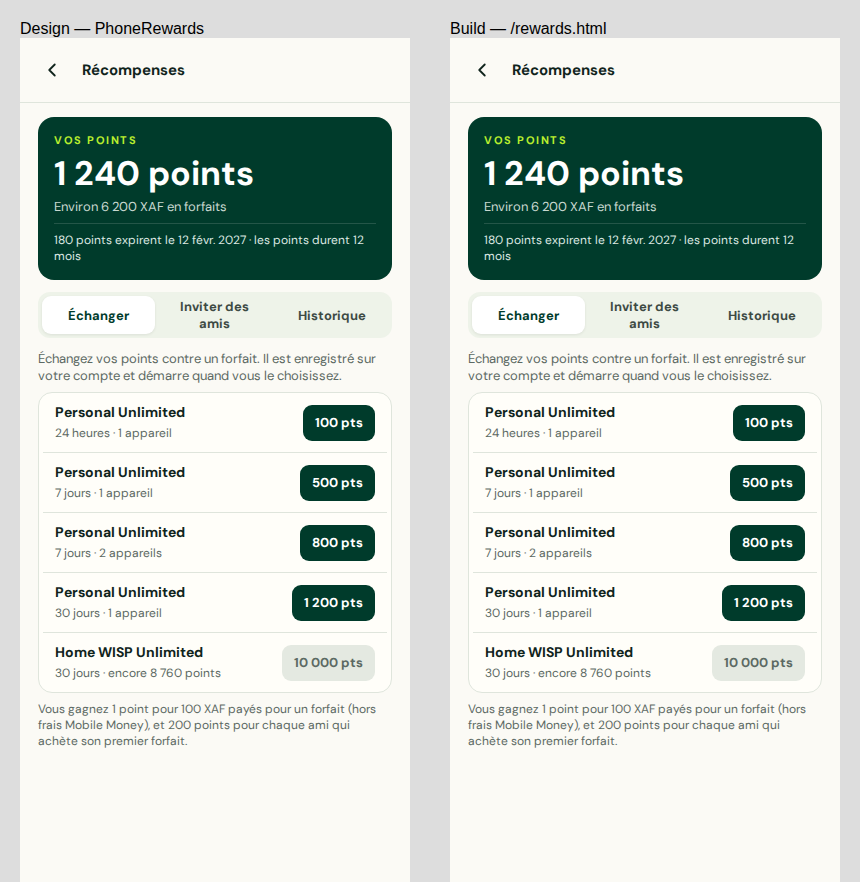 Design — PhoneRewards
Récompenses
VOS POINTS
1 240 points
Environ 6 200 XAF en forfaits
180 points expirent le 12 févr. 2027 · les points durent 12
mois
Échanger
Inviter des
amis
Historique
Échangez vos points contre un forfait. Il est enregistré sur
votre compte et démarre quand vous le choisissez.
Personal Unlimited
24 heures · 1 appareil
100 pts
Personal Unlimited
7 jours · 1 appareil
500 pts
Personal Unlimited
7 jours · 2 appareils
800 pts
Personal Unlimited
30 jours · 1 appareil
1 200 pts
Home WISP Unlimited
30 jours · encore 8 760 points
10 000 pts
Vous gagnez 1 point pour 100 XAF payés pour un forfait (hors
frais Mobile Money), et 200 points pour chaque ami qui
achète son premier forfait.
Build — /rewards.html
Récompenses
VOS POINTS
1 240 points
Environ 6 200 XAF en forfaits
180 points expirent le 12 févr. 2027 · les points durent 12
mois
Échanger
Inviter des
amis
Historique
Échangez vos points contre un forfait. Il est enregistré sur
votre compte et démarre quand vous le choisissez.
Personal Unlimited
24 heures · 1 appareil
100 pts
Personal Unlimited
7 jours · 1 appareil
500 pts
Personal Unlimited
7 jours · 2 appareils
800 pts
Personal Unlimited
30 jours · 1 appareil
1 200 pts
Home WISP Unlimited
30 jours · encore 8 760 points
10 000 pts
Vous gagnez 1 point pour 100 XAF payés pour un forfait (hors
frais Mobile Money), et 200 points pour chaque ami qui
achète son premier forfait.